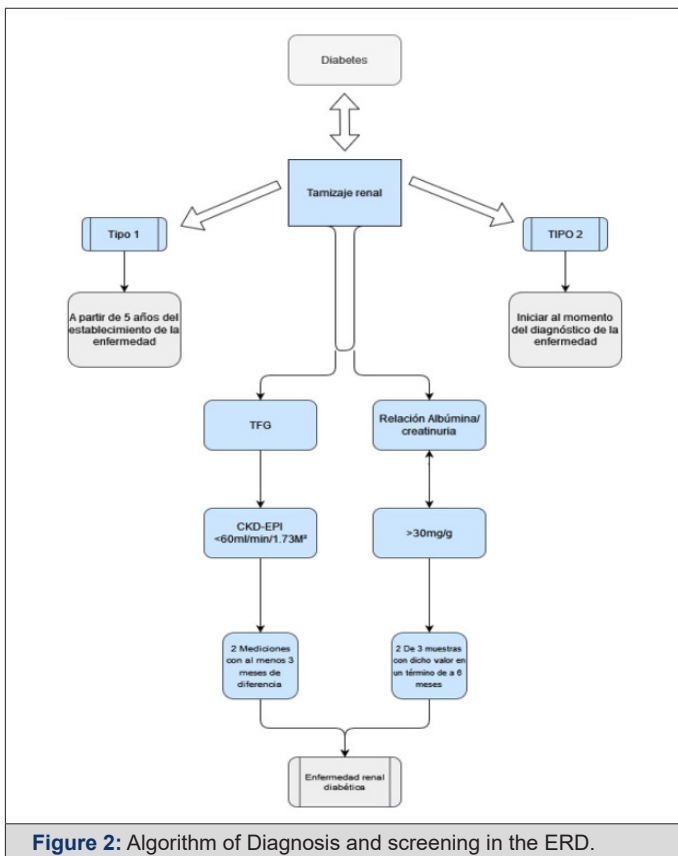 Diabetes
Tamizaje renal
Tipo 1
TIPO 2
A partir de 5 años del
establecimiento de la
enfermedad
Iniciar al momento
del diagnóstico de la
enfermedad
TFG
Relación Albúmina/
creatinuria
CKD-EPI
<60ml/min/1.73M²
>30mg/g
2 Mediciones
con al menos 3
meses de
diferencia
2 De 3 muestras
con dicho valor en
un término de a 6
meses
Enfermedad renal
diabética
Figure 2: Algorithm of Diagnosis and screening in the ERD.